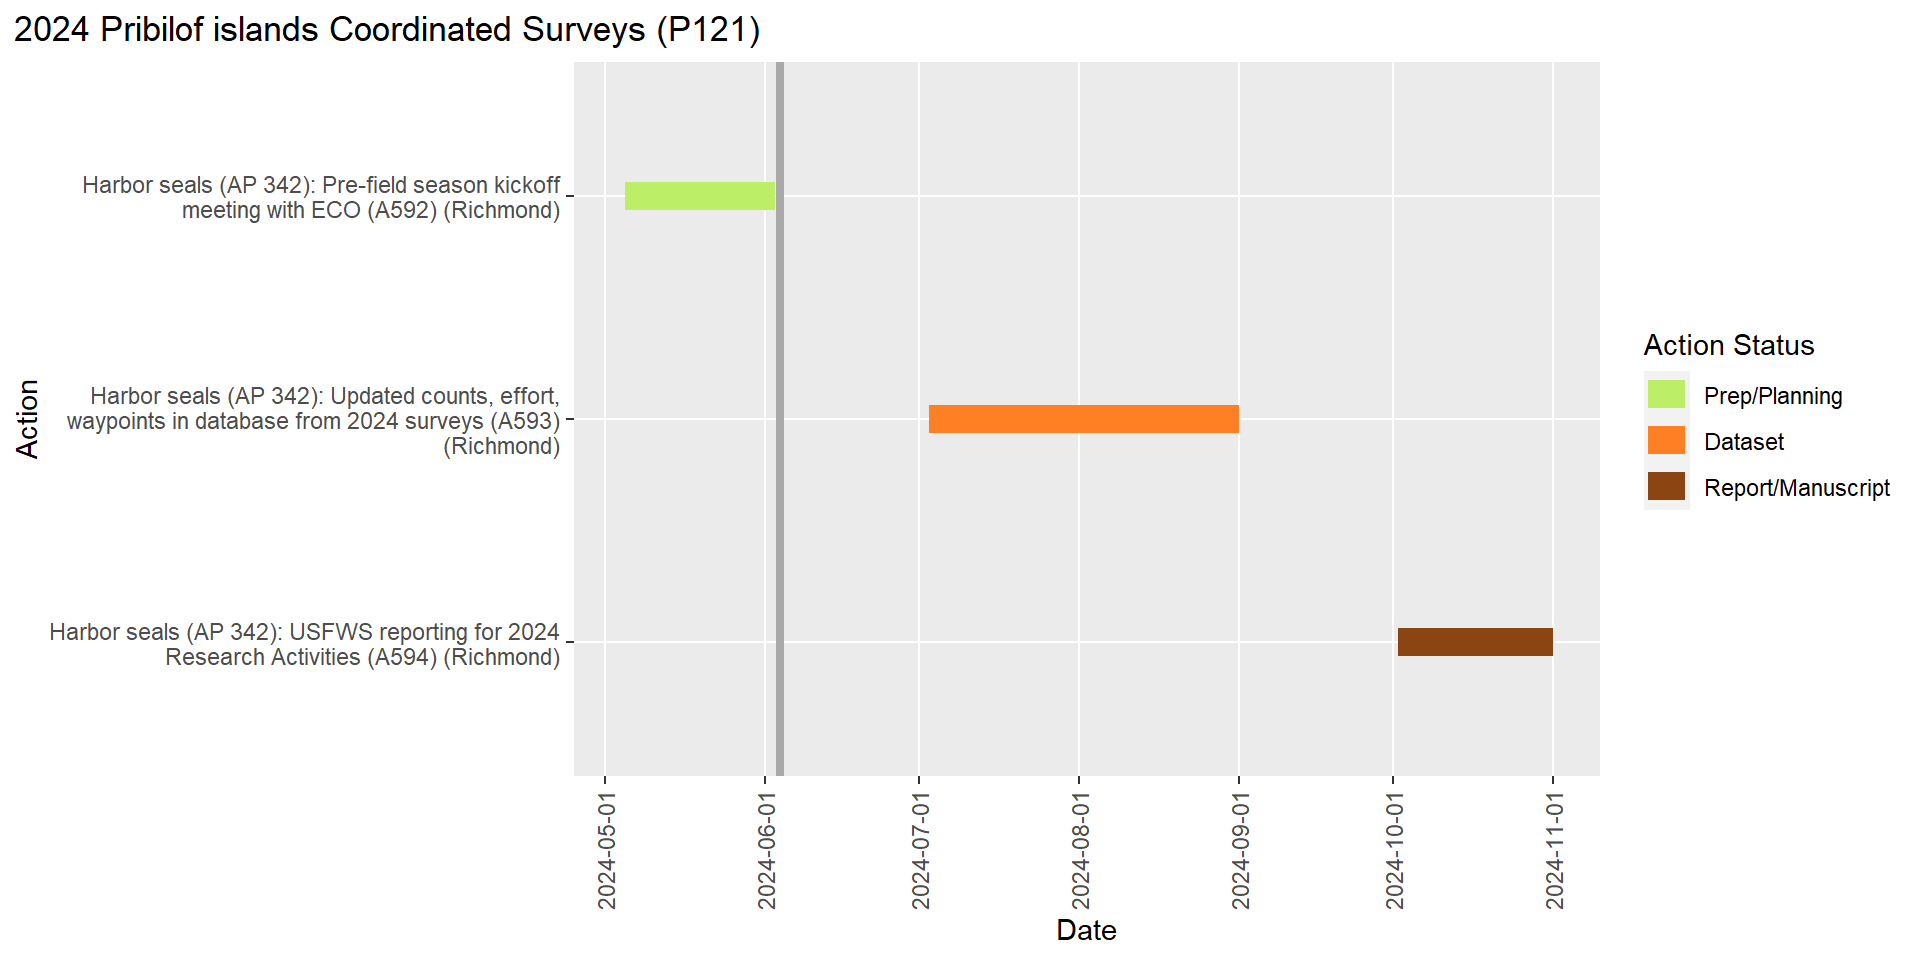 2024 Pribilof islands Coordinated Surveys (P121)
Action
Harbor seals (AP 342): Pre-field season kickoff
meeting with ECO (A592) (Richmond)
Harbor seals (AP 342): Updated counts, effort,
waypoints in database from 2024 surveys (A593)
(Richmond)
Harbor seals (AP 342): USFWS reporting for 2024
Research Activities (A594) (Richmond)
2024-05-01
2024-06-01
2024-07-01
2024-08-01
2024-09-01
2024-10-01
2024-11-01
Date
Action Status
Prep/Planning
Dataset
Report/Manuscript